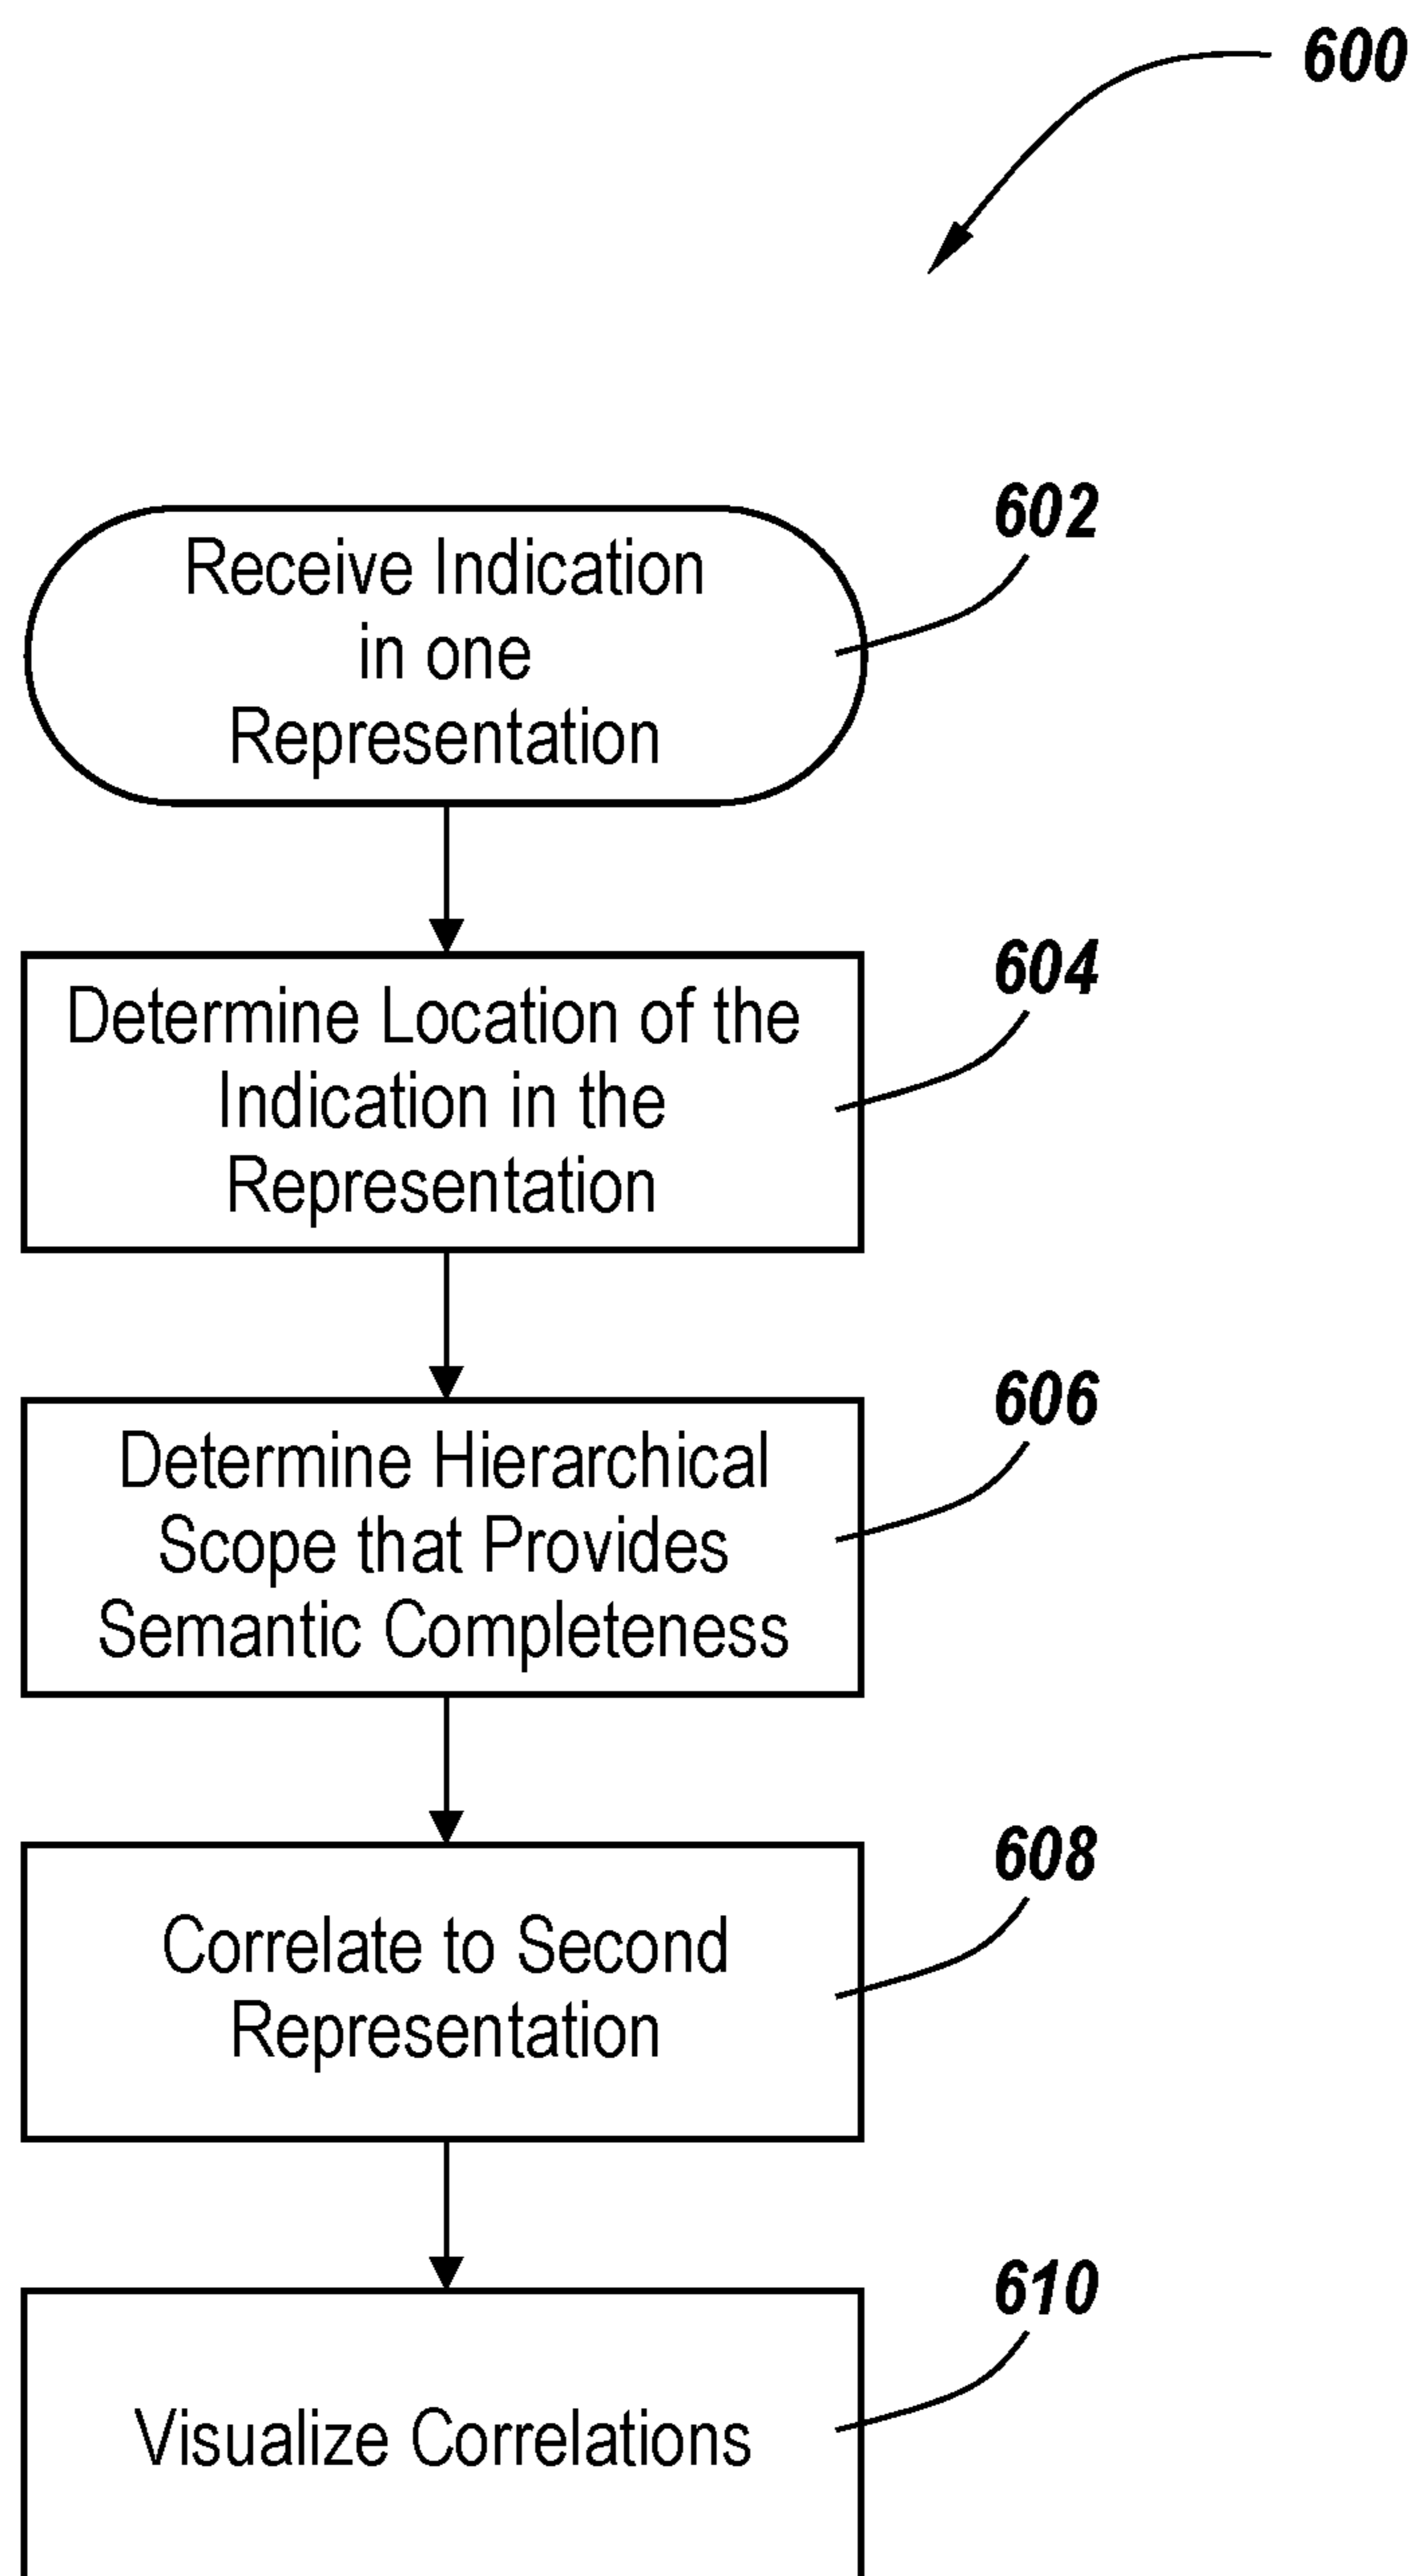 600
602
Receive Indication
in one
Representation
604
Determine Location of the
Indication in the
Representation
606
Determine Hierarchical
Scope that Provides
Semantic Completeness
608
Correlate to Second
Representation
610
Visualize Correlations